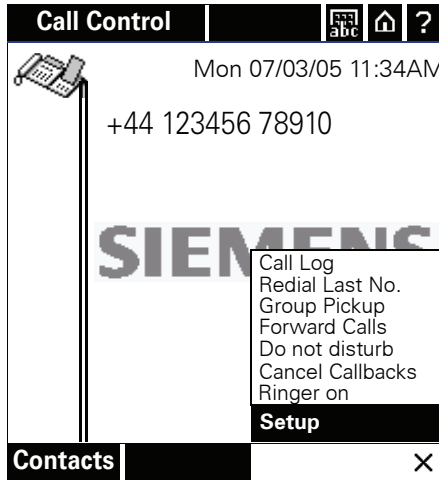 Call Control
abc
?
Mon 07/03/05 11:34AM
+44 123456 78910
SIEMENS
Call Log
Redial Last No.
Group Pickup
Forward Calls
Do not disturb
Cancel Callbacks
Ringer on
Setup
Contacts